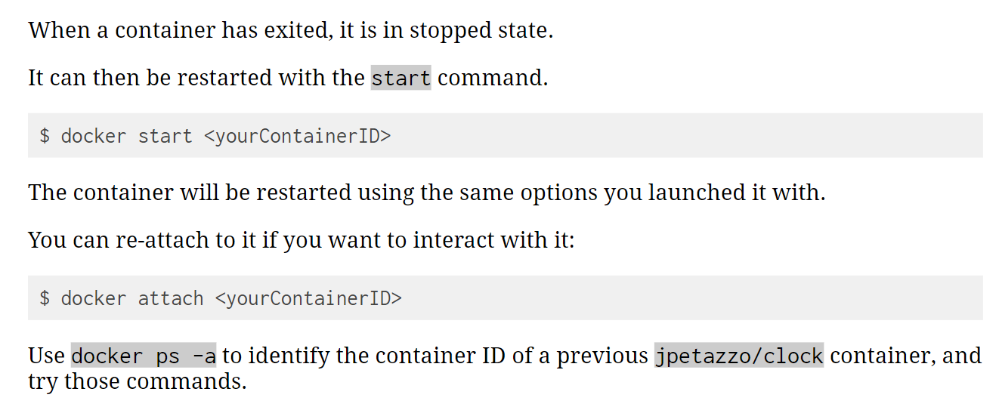 When a container has exited, it is in stopped state.
It can then be restarted with the start command.
$ docker start <yourContainerID>
The container will be restarted using the same options you launched it with.
You can re-attach to it if you want to interact with it:
$ docker attach <yourContainerID>
Use docker ps -a to identify the container ID of a previous jpetazzo/clock container, and
try those commands.